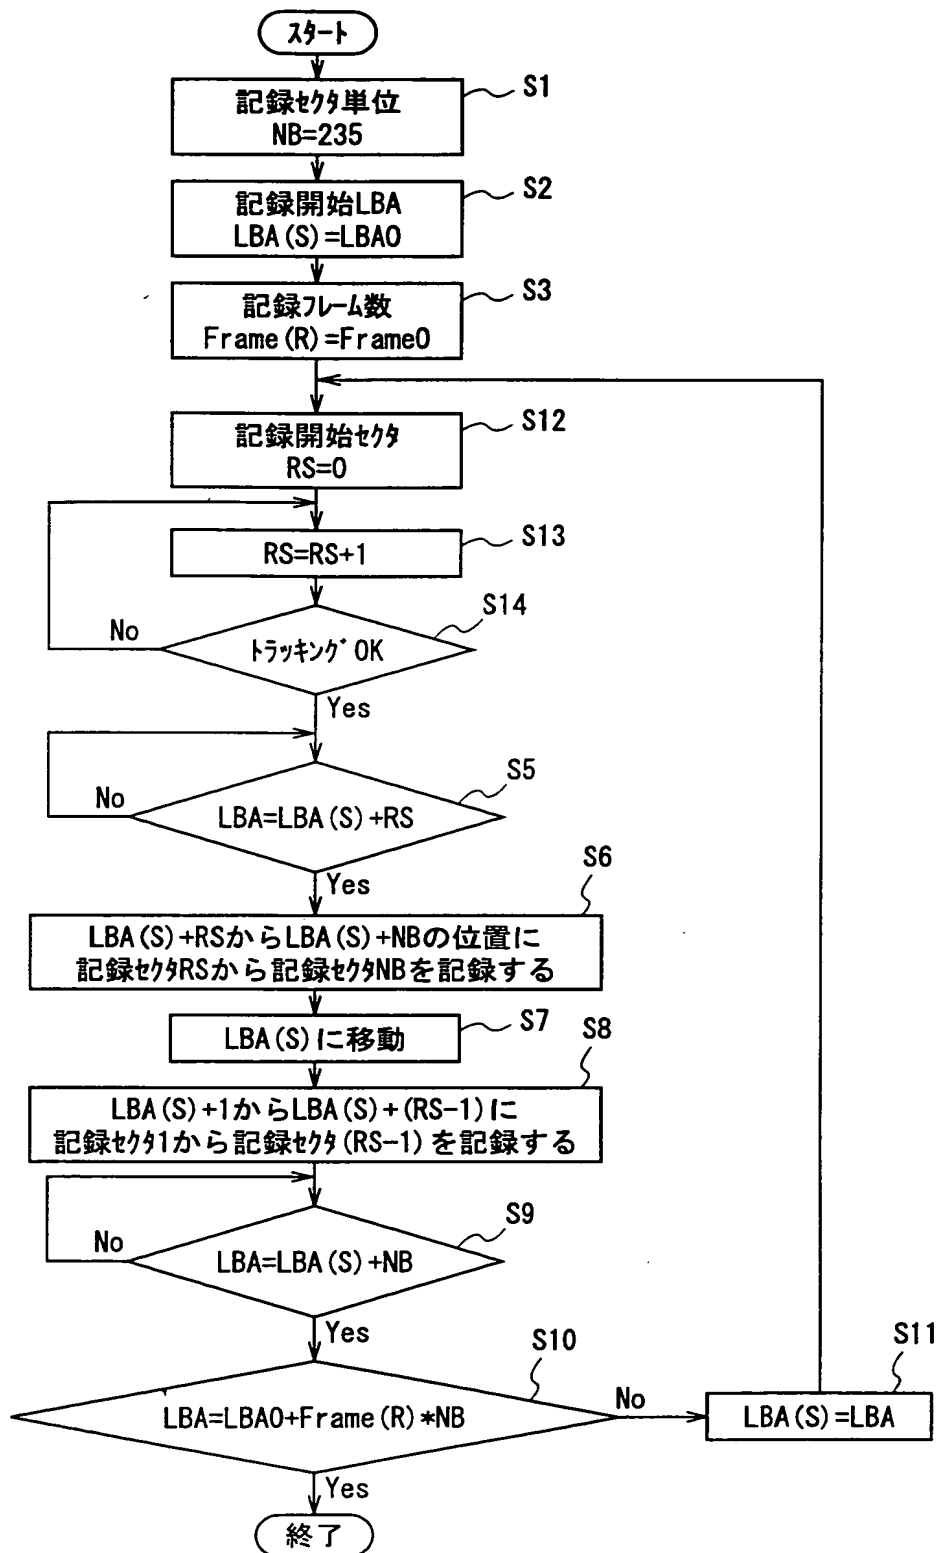 スタート
S1
記録ｾｸﾀ単位
NB=235
S2
記録開始LBA
LBA(S)=LBA0
S3
記録ﾌﾚｰﾑ数
Frame(R)=Frame0
S12
記録開始ｾｸﾀ
RS=0
S13
RS=RS+1
S14
No
ﾄﾗｯｷﾝｸﾞOK
Yes
S5
No
LBA=LBA(S)+RS
Yes
S6
LBA(S)+RSからLBA(S)+NBの位置に
記録ｾｸﾀRSから記録ｾｸﾀNBを記録する
S7
LBA(S)に移動
S8
LBA(S)+1からLBA(S)+(RS-1)に
記録ｾｸﾀ1から記録ｾｸﾀ(RS-1)を記録する
S9
No
LBA=LBA(S)+NB
Yes
S10
LBA=LBA0+Frame(R)*NB
No
S11
LBA(S)=LBA
Yes
終了